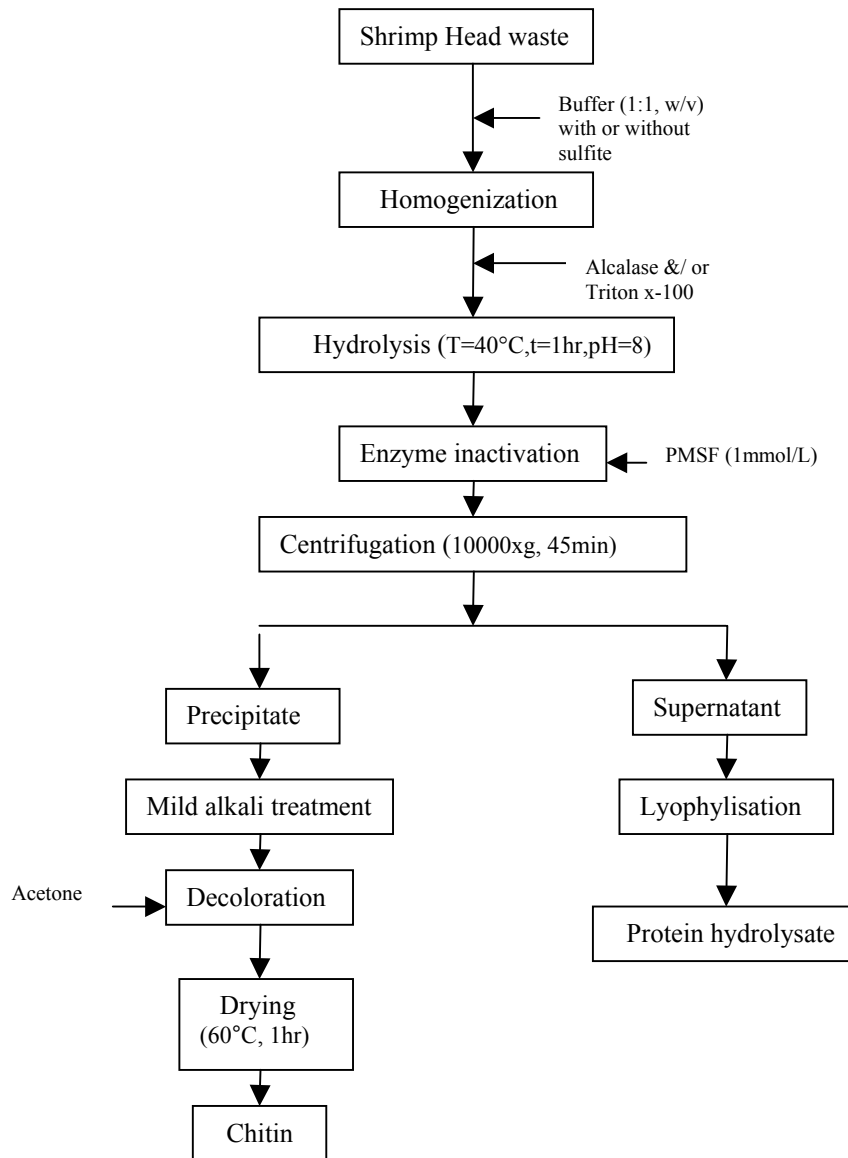 Shrimp Head waste
Buffer (1:1, w/v)
with or without
sulfite
Homogenization
Alcalase &/ or
Triton x-100
Hydrolysis (T=40°C,t=1hr,pH=8)
Enzyme inactivation
PMSF (1mmol/L)
Centrifugation (10000xg, 45min)
Precipitate
Supernatant
Mild alkali treatment
Lyophylisation
Acetone
Decoloration
Protein hydrolysate
Drying
(60°C, 1hr)
Chitin